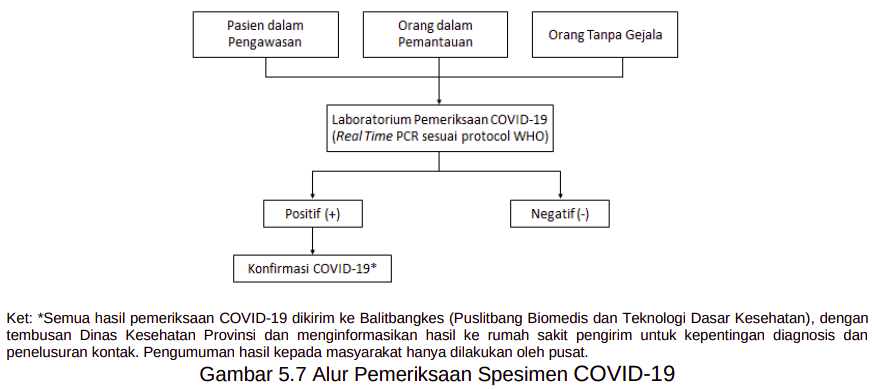 Pasien dalam
Pengawasan
Orang dalam
Pemantauan
Orang Tanpa Gejala
Laboratorium Pemeriksaan COVID-19
(Real Time PCR sesuai protocol WHO)
Positif (+)
Negatif (-)
Konfirmasi COVID-19*
Ket: *Semua hasil pemeriksaan COVID-19 dikirim ke Balitbangkes (Puslitbang Biomedis dan Teknologi Dasar Kesehatan), dengan
tembusan Dinas Kesehatan Provinsi dan menginformasikan hasil ke rumah sakit pengirim untuk kepentingan diagnosis dan
penelusuran kontak. Pengumuman hasil kepada masyarakat hanya dilakukan oleh pusat.
Gambar 5.7 Alur Pemeriksaan Spesimen COVID-19